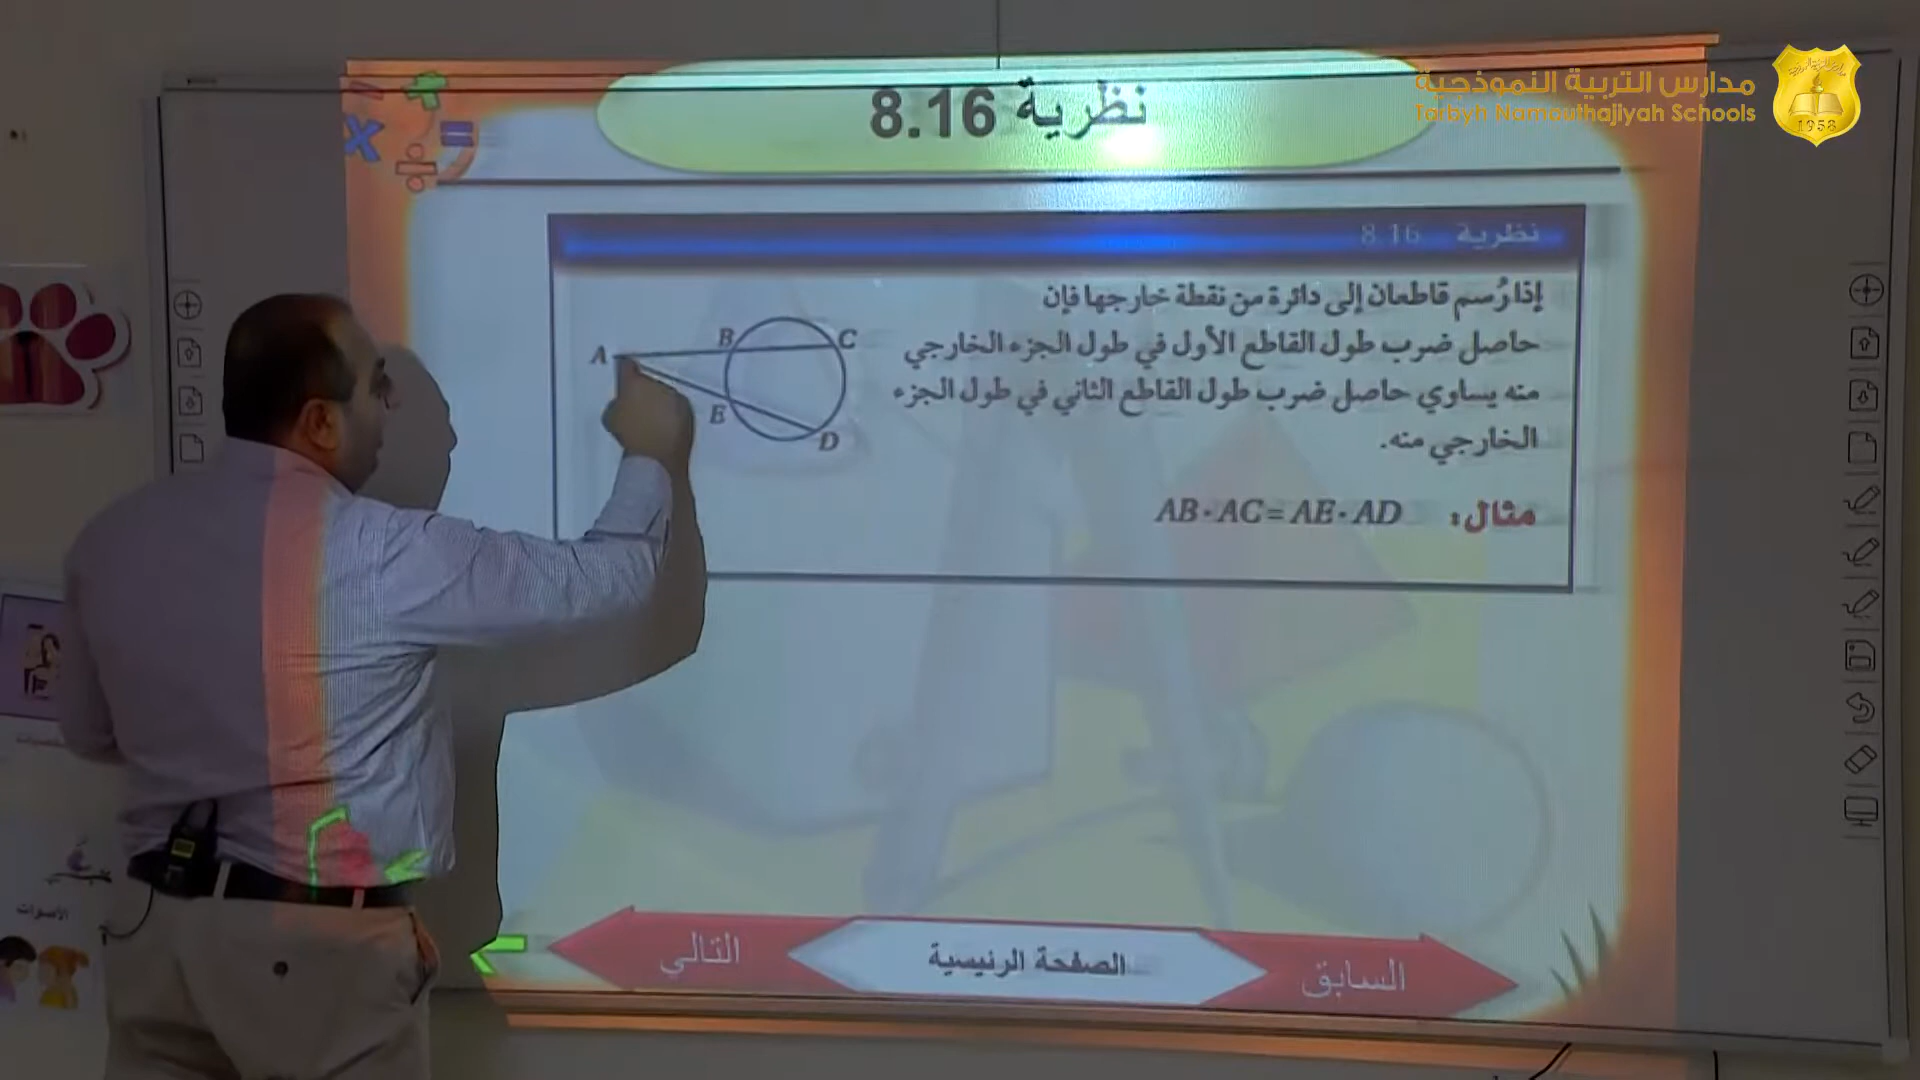 مدارس التربية النموذجية
Tarbyh Namouthajiyah Schools
1958
نظرية 8.16
نظرية 8.16
إذا رُسم قاطعان إلى دائرة من نقطة خارجها فإن
حاصل ضرب طول القاطع الأول في طول الجزء الخارجي
منه يساوي حاصل ضرب طول القاطع الثاني في طول الجزء
الخارجي منه.
مثال: AB · AC = AE · AD
A
B
C
E
D
السابق
الصفحة الرئيسية
التالي
الأصوات